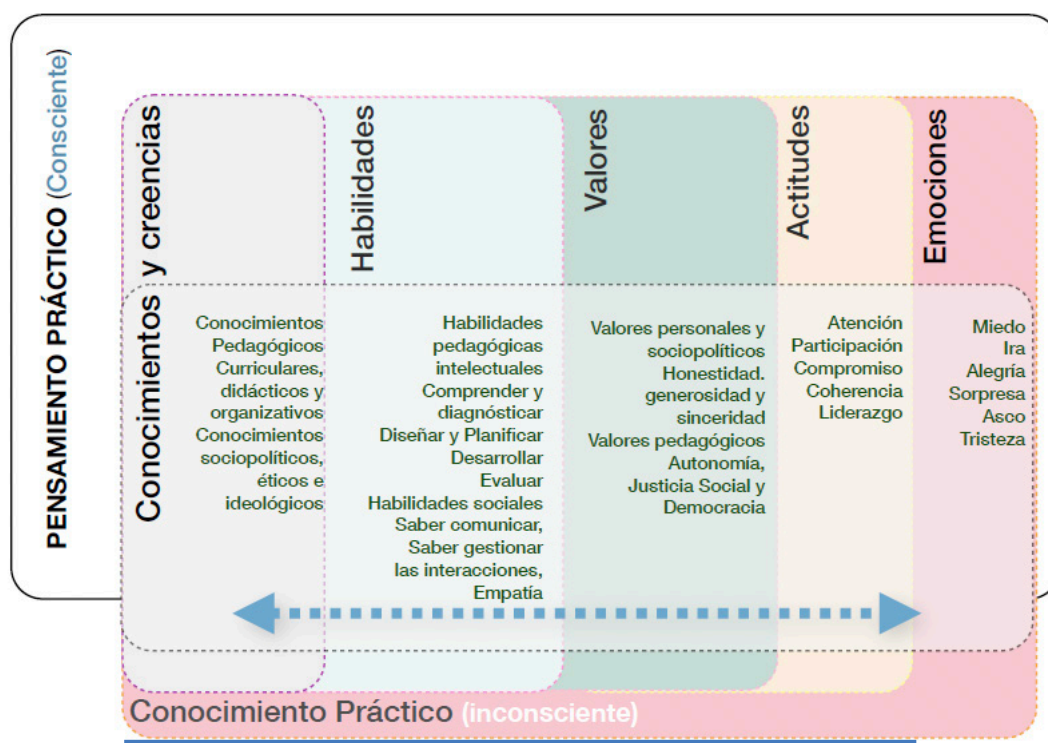 PENSAMIENTO PRÁCTICO (Consciente)
Conocimientos y creencias
Conocimientos
Pedagógicos
Curriculares,
didácticos y
organizativos
Conocimientos
sociopolíticos,
éticos e
ideológicos
Habilidades
Habilidades
pedagógicas
intelectuales
Comprender y
diagnósticar
Diseñar y Planificar
Desarrollar
Evaluar
Habilidades sociales
Saber comunicar,
Saber gestionar
las interacciones,
Empatía
Valores
Valores personales y
sociopolíticos
Honestidad.
generosidad y
sinceridad
Valores pedagógicos
Autonomía,
Justicia Social y
Democracia
Actitudes
Atención
Participación
Compromiso
Coherencia
Liderazgo
Emociones
Miedo
Ira
Alegría
Sorpresa
Asco
Tristeza
Conocimiento Práctico (inconsciente)